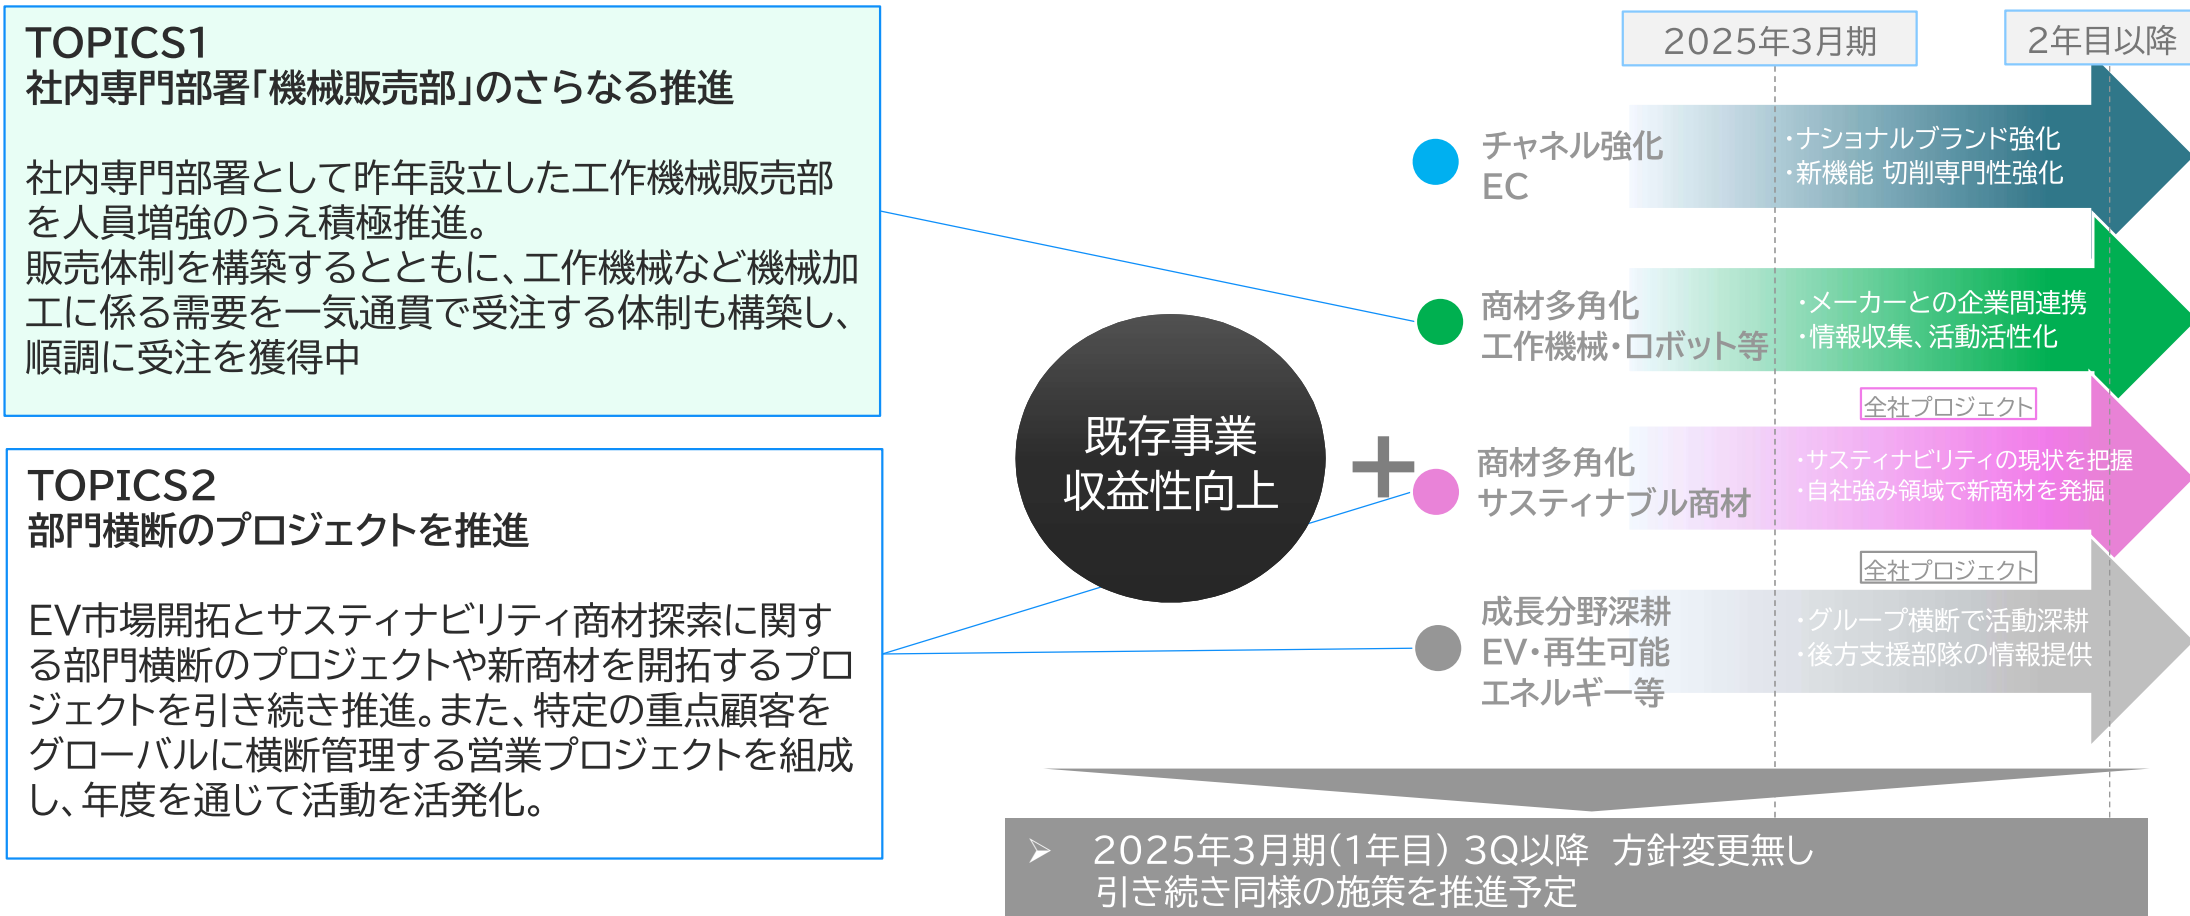 TOPICS1
社内専門部署「機械販売部」のさらなる推進
社内専門部署として昨年設立した工作機械販売部
を人員増強のうえ積極推進。
販売体制を構築するとともに、工作機械など機械加
工に係る需要を一気通貫で受注する体制も構築し、
順調に受注を獲得中
TOPICS2
部門横断のプロジェクトを推進
EV市場開拓とサスティナビリティ商材探索に関す
る部門横断のプロジェクトや新商材を開拓するプロ
ジェクトを引き続き推進。また、特定の重点顧客を
グローバルに横断管理する営業プロジェクトを組成
し、年度を通じて活動を活発化。
既存事業
収益性向上
+
2025年3月期
2年目以降
チャネル強化
EC
・ナショナルブランド強化
・新機能 切削専門性強化
商材多角化
工作機械・ロボット等
・メーカーとの企業間連携
・情報収集、活動活性化
全社プロジェクト
商材多角化
サスティナブル商材
・サスティナビリティの現状を把握
・自社強み領域で新商材を発掘
全社プロジェクト
成長分野深耕
EV・再生可能
エネルギー等
・グループ横断で活動深耕
・後方支援部隊の情報提供
➢ 2025年3月期(1年目) 3Q以降 方針変更無し
引き続き同様の施策を推進予定